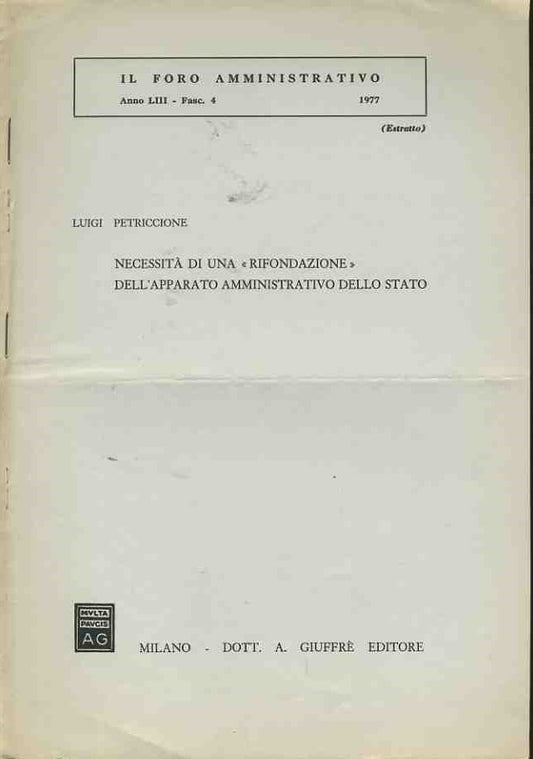 IL FORO AMMINISTRATIVO
Anno LIII - Fasc. 4 1977
(Estratto)
LUIGI PETRICCIONE
NECESSITÀ DI UNA « RIFONDAZIONE »
DELL'APPARATO AMMINISTRATIVO DELLO STATO
MVLTA
PAVCIS
AG
MILANO - DOTT. A. GIUFFRÈ EDITORE